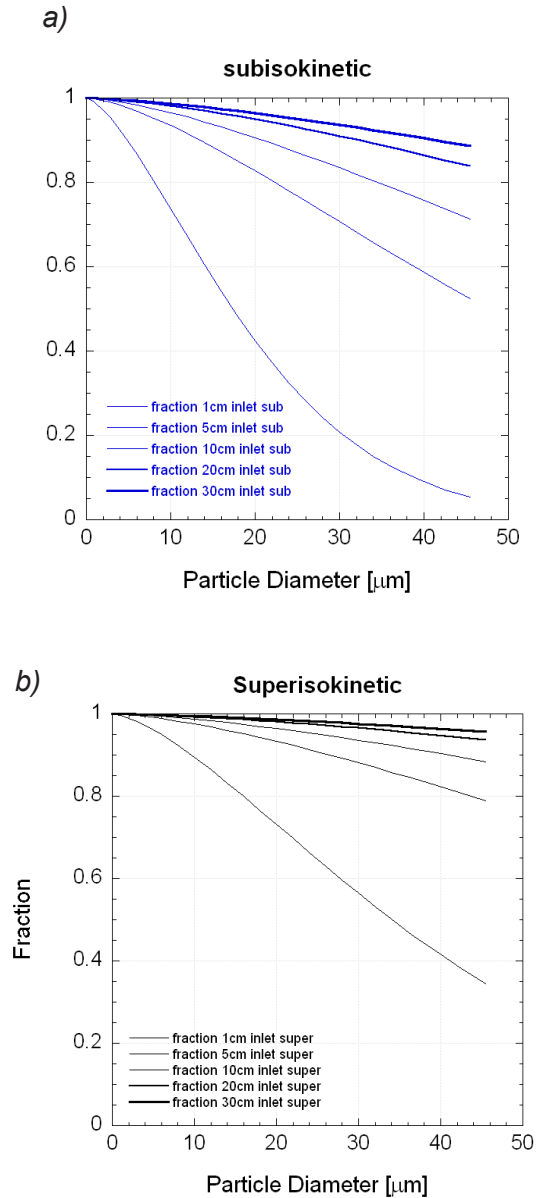 a)
subisokinetic
1
0.8
0.6
0.4
0.2
0
fraction 1cm inlet sub
fraction 5cm inlet sub
fraction 10cm inlet sub
fraction 20cm inlet sub
fraction 30cm inlet sub
0 10 20 30 40 50
Particle Diameter [μm]
b)
Superisokinetic
1
0.8
0.6
0.4
0.2
0
Fraction
fraction 1cm inlet super
fraction 5cm inlet super
fraction 10cm inlet super
fraction 20cm inlet super
fraction 30cm inlet super
0 10 20 30 40 50
Particle Diameter [μm]